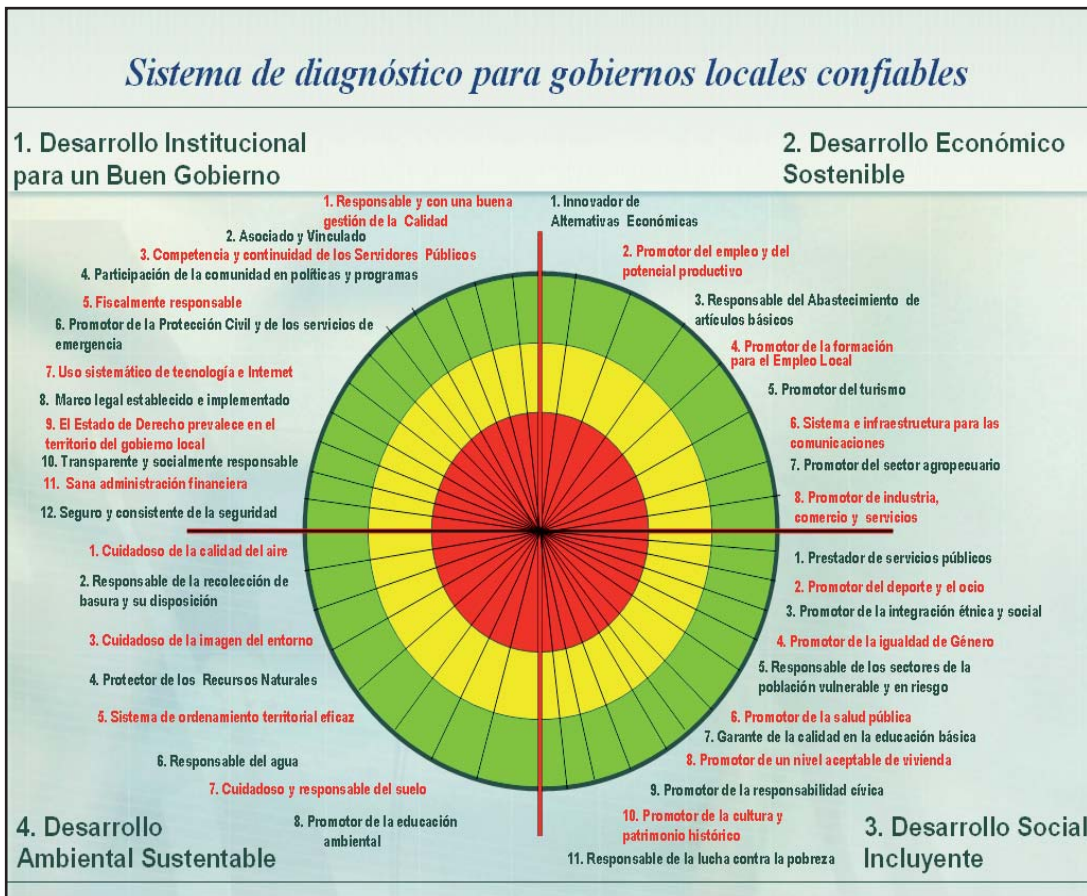 Sistema de diagnóstico para gobiernos locales confiables
1. Desarrollo Institucional
para un Buen Gobierno
2. Desarrollo Económico
Sostenible
1. Responsable y con una buena
gestión de la Calidad
2. Asociado y Vinculado
3. Competencia y continuidad de los Servidores Públicos
4. Participación de la comunidad en políticas y programas
5. Fiscalmente responsable
6. Promotor de la Protección Civil y de los servicios de
emergencia
7. Uso sistemático de tecnología e Internet
8. Marco legal establecido e implementado
9. El Estado de Derecho prevalece en el
territorio del gobierno local
10. Transparente y socialmente responsable
11. Sana administración financiera
12. Seguro y consistente de la seguridad
1. Innovador de
Alternativas Económicas
2. Promotor del empleo y del
potencial productivo
3. Responsable del Abastecimiento de
artículos básicos
4. Promotor de la formación
para el Empleo Local
5. Promotor del turismo
6. Sistema e infraestructura para las
comunicaciones
7. Promotor del sector agropecuario
8. Promotor de industria,
comercio y servicios
1. Cuidadoso de la calidad del aire
2. Responsable de la recolección de
basura y su disposición
3. Cuidadoso de la imagen del entorno
4. Protector de los Recursos Naturales
5. Sistema de ordenamiento territorial eficaz
6. Responsable del agua
7. Cuidadoso y responsable del suelo
8. Promotor de la educación
ambiental
1. Prestador de servicios públicos
2. Promotor del deporte y el ocio
3. Promotor de la integración étnica y social
4. Promotor de la igualdad de Género
5. Responsable de los sectores de la
población vulnerable y en riesgo
6. Promotor de la salud pública
7. Garante de la calidad en la educación básica
8. Promotor de un nivel aceptable de vivienda
9. Promotor de la responsabilidad cívica
10. Promotor de la cultura y
patrimonio histórico
11. Responsable de la lucha contra la pobreza
4. Desarrollo
Ambiental Sustentable
3. Desarrollo Social
Incluyente